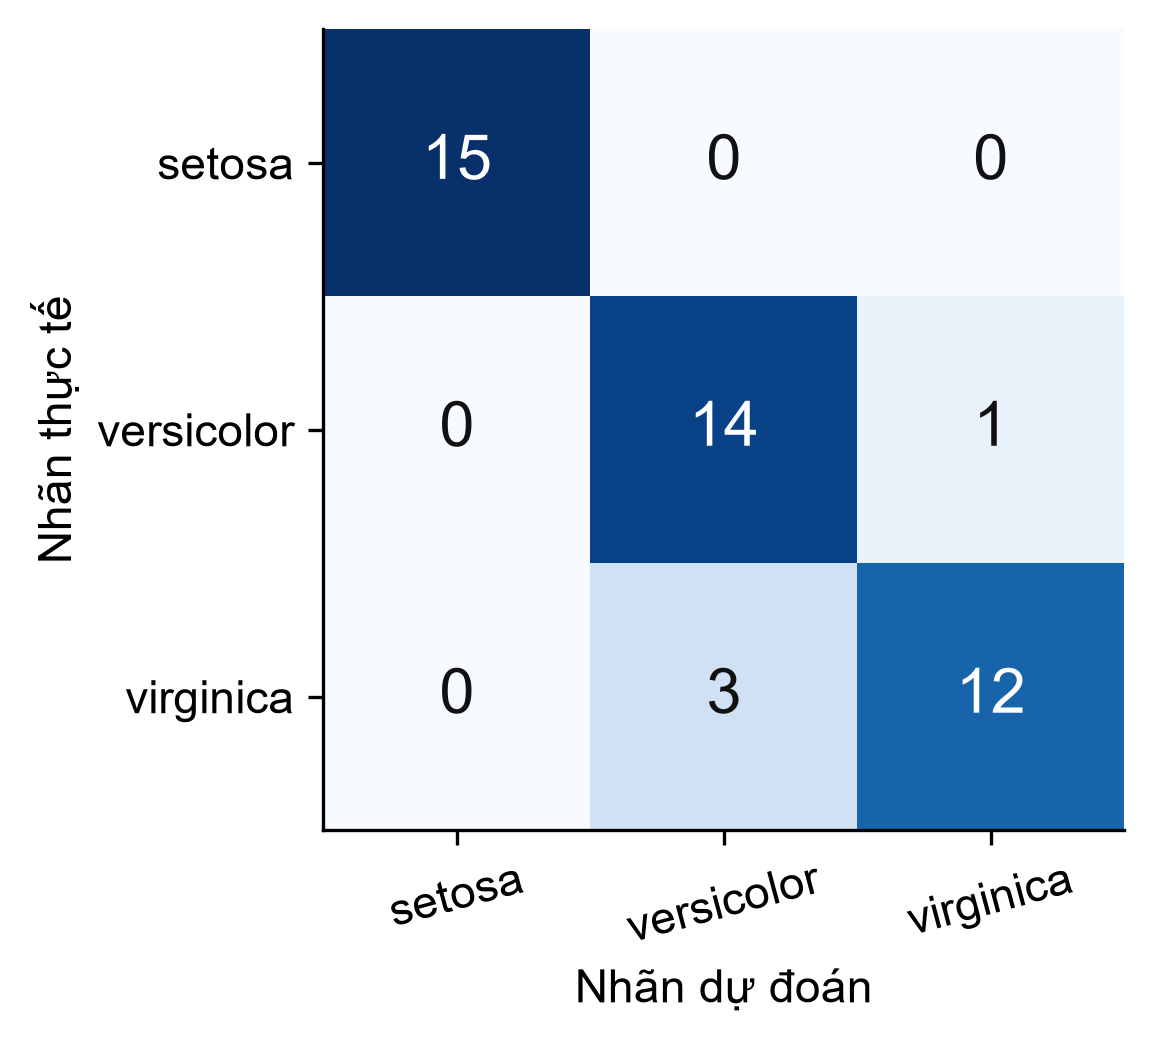 setosa 15 0 0
versicolor 0 14 1
virginica 0 3 12
setosa versicolor virginica
Nhãn dự đoán
Nhãn thực tế